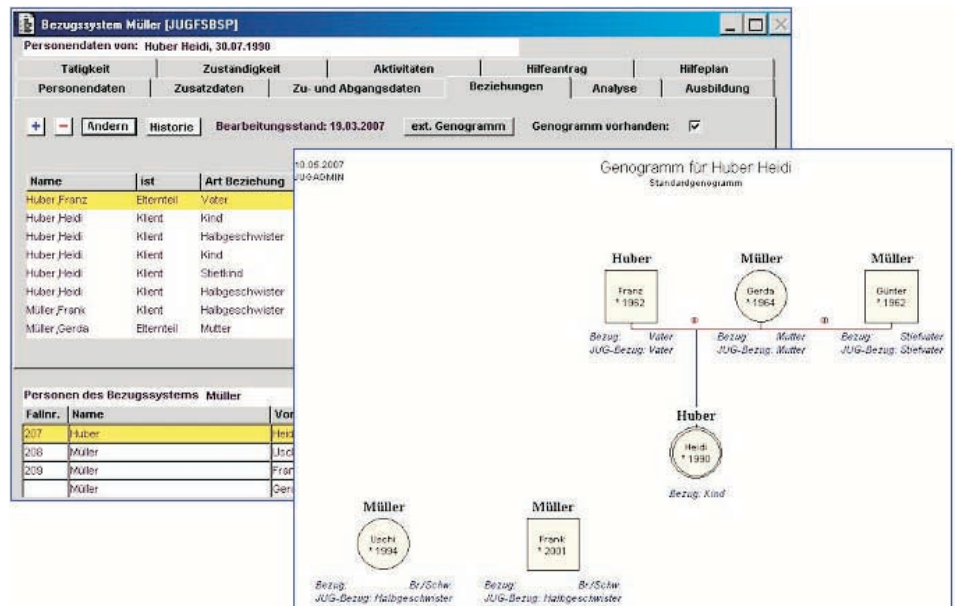 Bezugssystem Müller [JUGFSBSP]
Personendaten von: Huber Heidi, 30.07.1990
Tätigkeit Zuständigkeit Aktivitäten Hilfeantrag Hilfeplan
Personendaten Zusatzdaten Zu- und Abgangsdaten Beziehungen Analyse Ausbildung
+ - Ändern Historie Bearbeitungsstand: 19.03.2007 ext. Genogramm Genogramm vorhanden:
Name ist Art Beziehung
Huber,Franz Elternteil Vater
Huber,Heidi Klient Kind
Huber,Heidi Klient Halbgeschwister
Huber,Heidi Klient Kind
Huber,Heidi Klient Stiefkind
Huber,Heidi Klient Halbgeschwister
Müller,Frank Klient Halbgeschwister
Müller,Gerda Elternteil Mutter
Personen des Bezugssystems Müller
Fallnr. Name Vor
207 Huber Heid
208 Müller Usch
209 Müller Fran
Müller Gerd
10.05.2007
JUGADMIN
Genogramm für Huber Heidi
Standardgenogramm
Huber Müller Müller
Franz Gerda Günter
* 1962 * 1964 * 1962
Bezug: Vater Bezug: Mutter Bezug: Stiefvater
JUG-Bezug: Vater JUG-Bezug: Mutter JUG-Bezug: Stiefvater
Huber
Heidi
* 1990
Bezug: Kind
Müller Müller
Uschi Frank
* 1994 * 2001
Bezug: Br/Schw. Bezug: Br/Schw.
JUG-Bezug: Halbgeschwister JUG-Bezug: Halbgeschwister